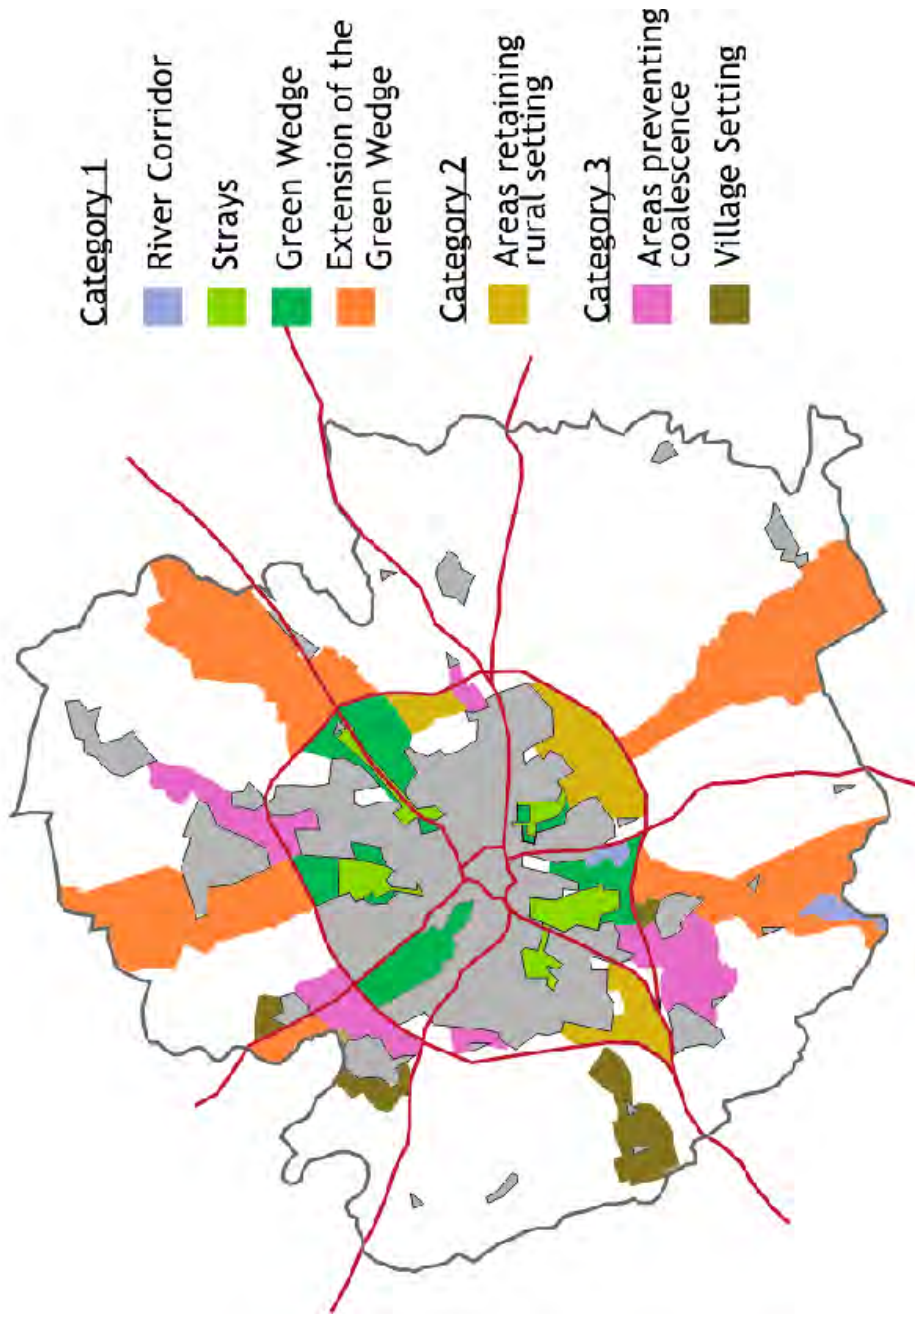 Category 1
River Corridor
Strays
Green Wedge
Extension of the
Green Wedge
Category 2
Areas retaining
rural setting
Category 3
Areas preventing
coalescence
Village Setting